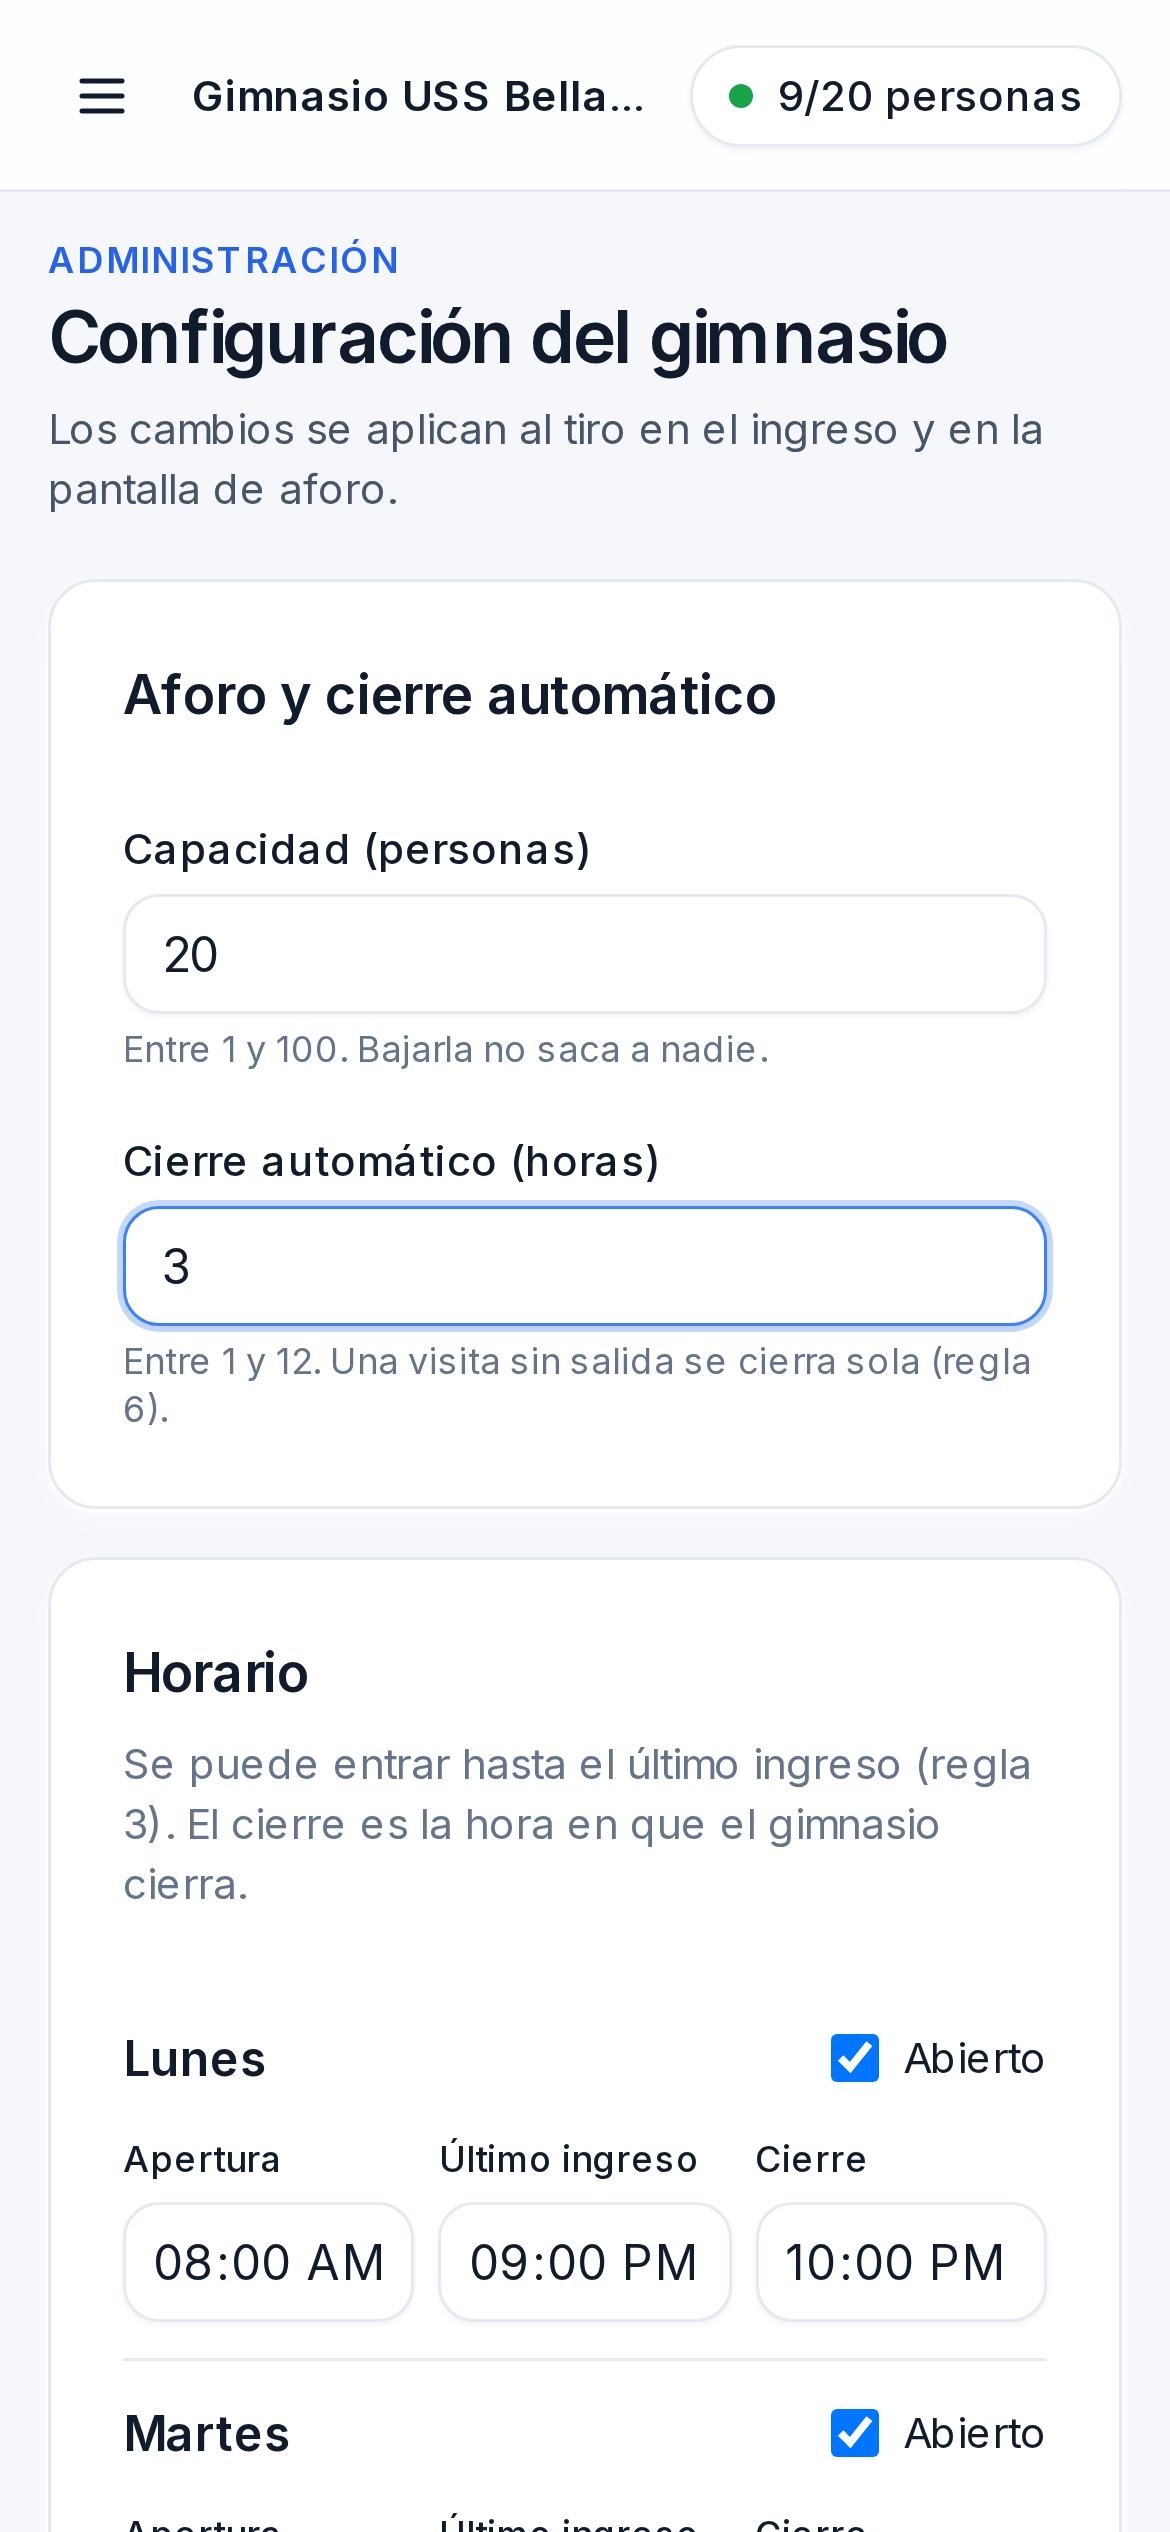 Gimnasio USS Bella...
9/20 personas
ADMINISTRACIÓN
Configuración del gimnasio
Los cambios se aplican al tiro en el ingreso y en la
pantalla de aforo.
Aforo y cierre automático
Capacidad (personas)
20
Entre 1 y 100. Bajarla no saca a nadie.
Cierre automático (horas)
3
Entre 1 y 12. Una visita sin salida se cierra sola (regla
6).
Horario
Se puede entrar hasta el último ingreso (regla
3). El cierre es la hora en que el gimnasio
cierra.
Lunes
Abierto
Apertura
Último ingreso
Cierre
08:00 AM
09:00 PM
10:00 PM
Martes
Abierto
Apertura
Último ingreso
Cierre